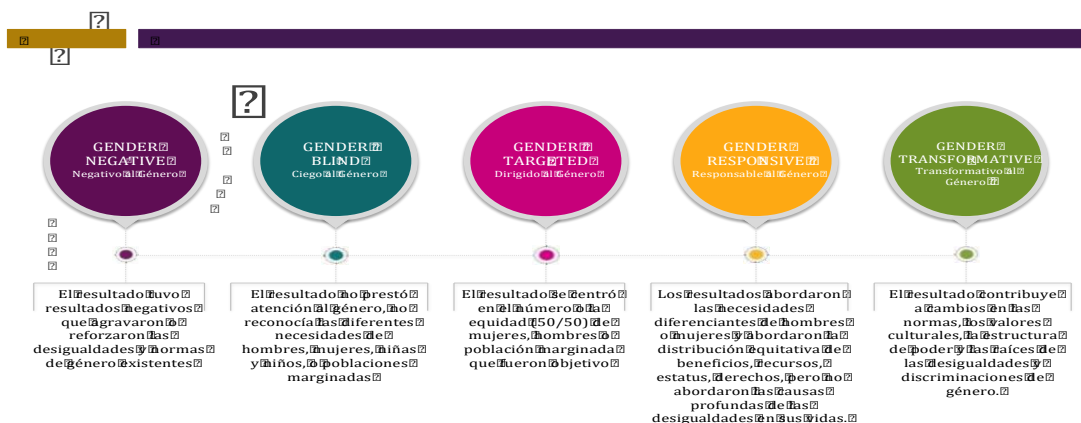 GENDER
NEGATIVE
Negativo al Género
GENDER
BLIND
Ciego al Género
GENDER
TARGETED
Dirigido al Género
GENDER
RESPONSIVE
Responsable al Género
GENDER
TRANSFORMATIVE
Transformativo al
Género
El resultado tuvo
resultados negativos
que agravaron o
reforzaron las
desigualdades y normas
de género existentes
El resultado no prestó
atención al género, no
reconocía las diferentes
necesidades de
hombres, mujeres, niñas
y niños, o poblaciones
marginadas
El resultado se centró
en el número o la
equidad (50/50) de
mujeres, hombres o
población marginada
que fueron objetivo
Los resultados abordaron
las necesidades
diferenciantes de hombres
o mujeres y abordaron la
distribución equitativa de
beneficios, recursos,
estatus, derechos, pero no
abordaron las causas
profundas de las
desigualdades en sus vidas.
El resultado contribuye
a cambios en las
normas, los valores
culturales, la estructura
de poder y las raíces de
las desigualdades y
discriminaciones de
género.